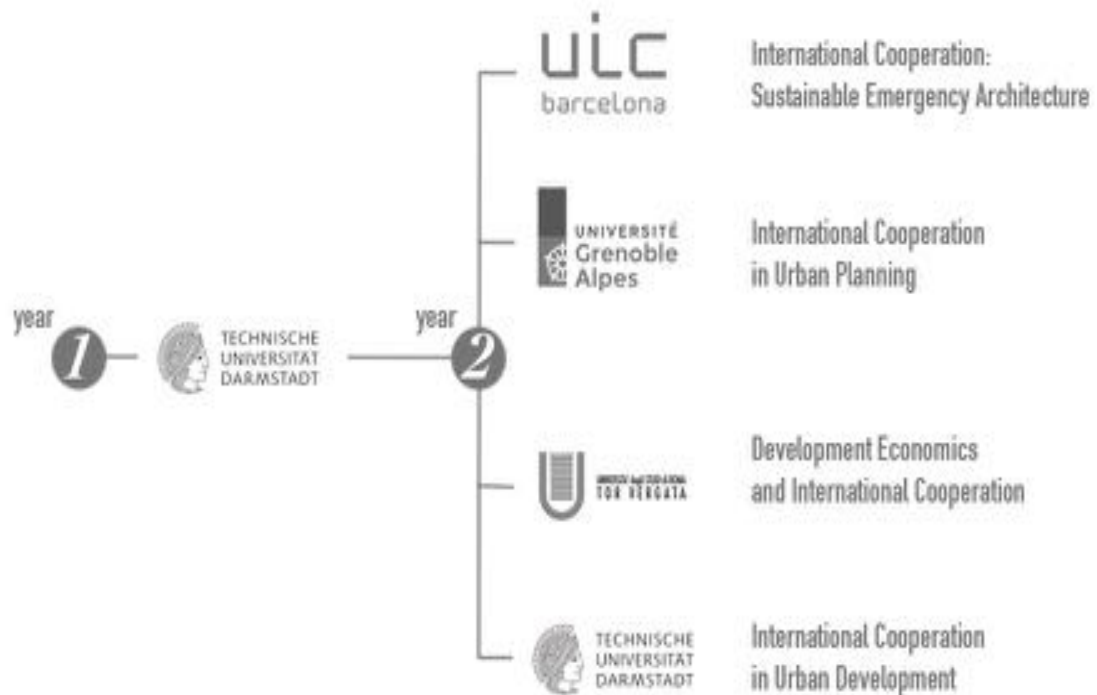 uic
barcelona
International Cooperation:
Sustainable Emergency Architecture
UNIVERSITÉ
Grenoble
Alpes
International Cooperation
in Urban Planning
year
1
TECHNISCHE
UNIVERSITÄT
DARMSTADT
year
2
TOR VERGATA
Development Economics
and International Cooperation
TECHNISCHE
UNIVERSITÄT
DARMSTADT
International Cooperation
in Urban Development